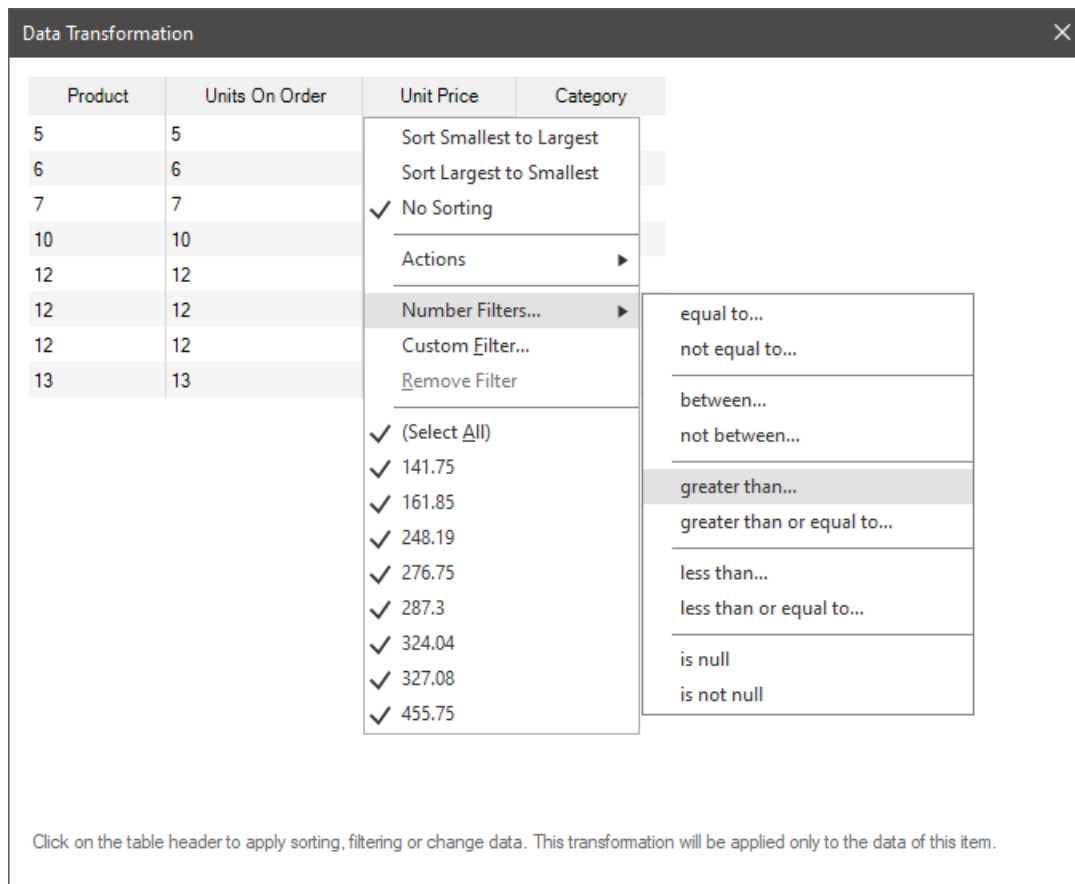 Data Transformation
Product Units On Order Unit Price Category
5 5
6 6
7 7
10 10
12 12
12 12
12 12
13 13
Sort Smallest to Largest
Sort Largest to Smallest
No Sorting
Actions
Number Filters...
Custom Filter...
Remove Filter
(Select All)
141.75
161.85
248.19
276.75
287.3
324.04
327.08
455.75
equal to...
not equal to...
between...
not between...
greater than...
greater than or equal to...
less than...
less than or equal to...
is null
is not null
Click on the table header to apply sorting, filtering or change data. This transformation will be applied only to the data of this item.